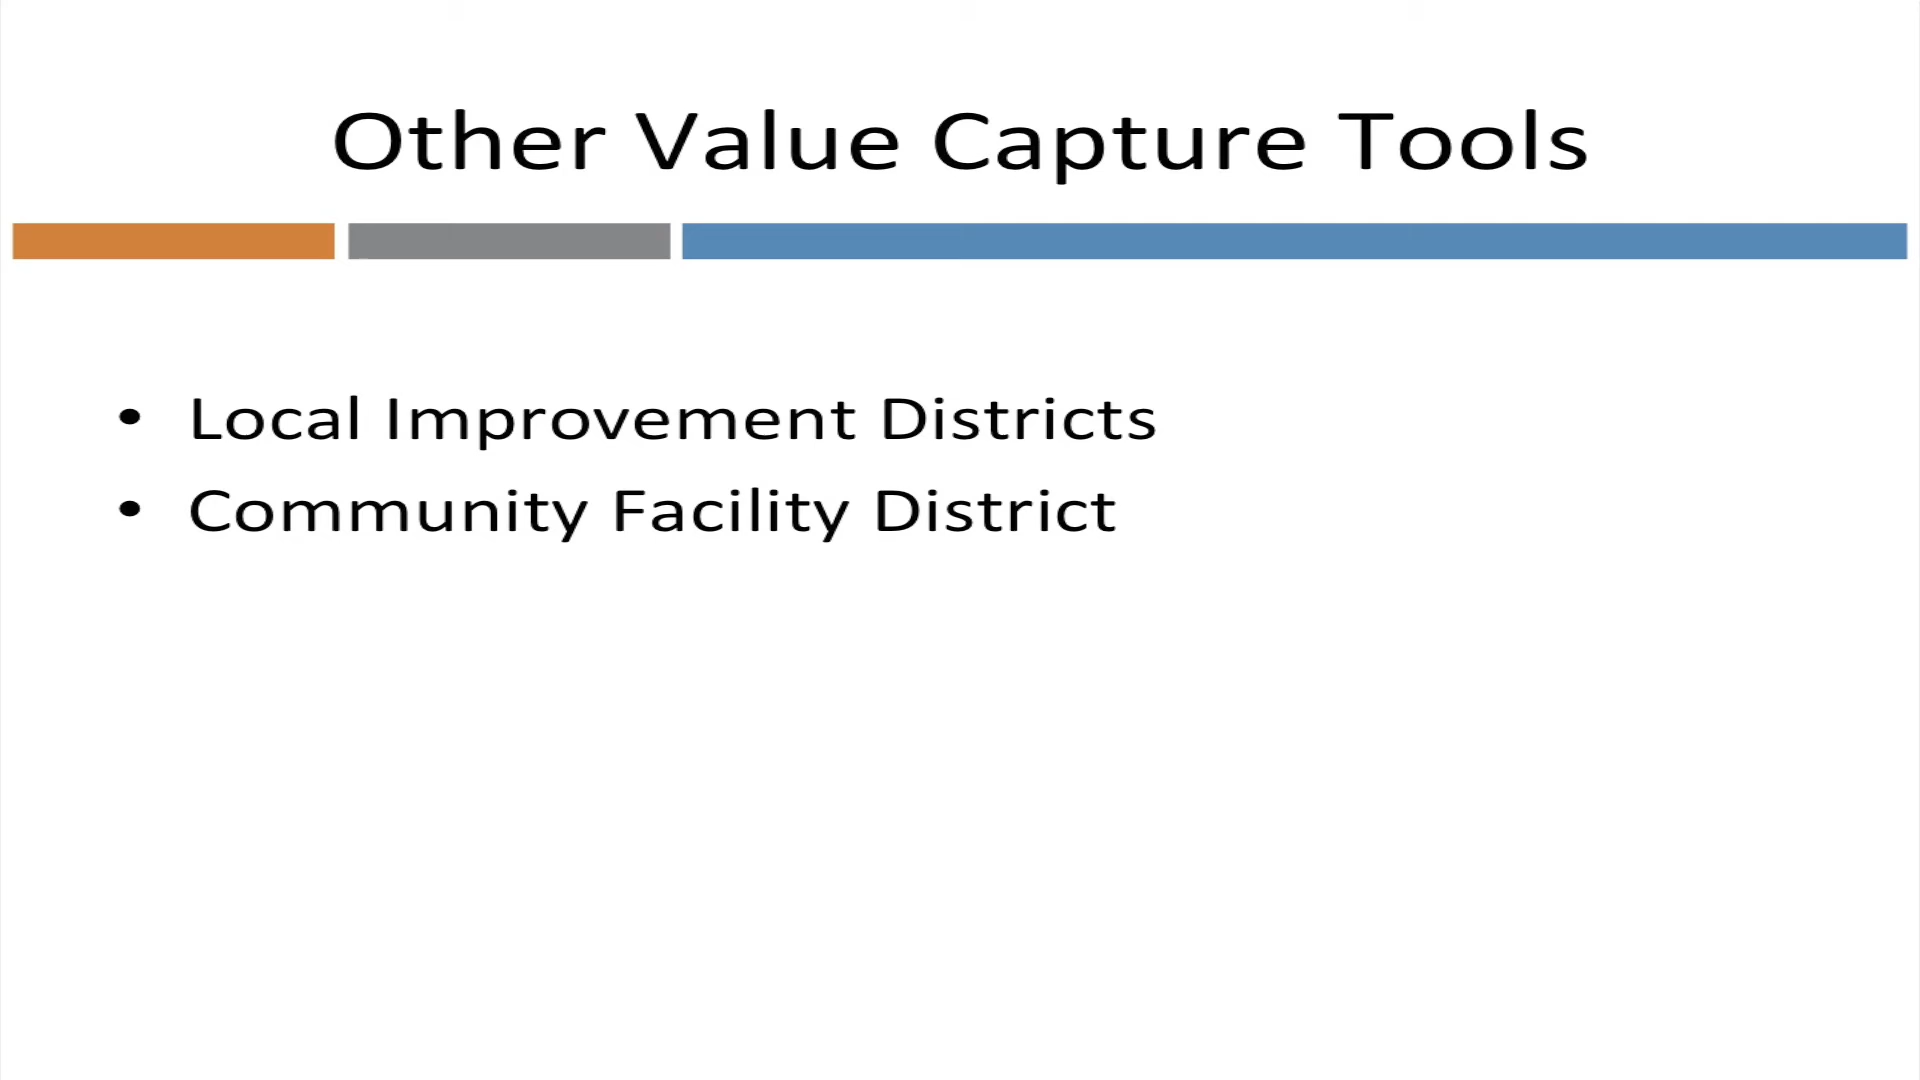 Other Value Capture Tools
• Local Improvement Districts
• Community Facility District